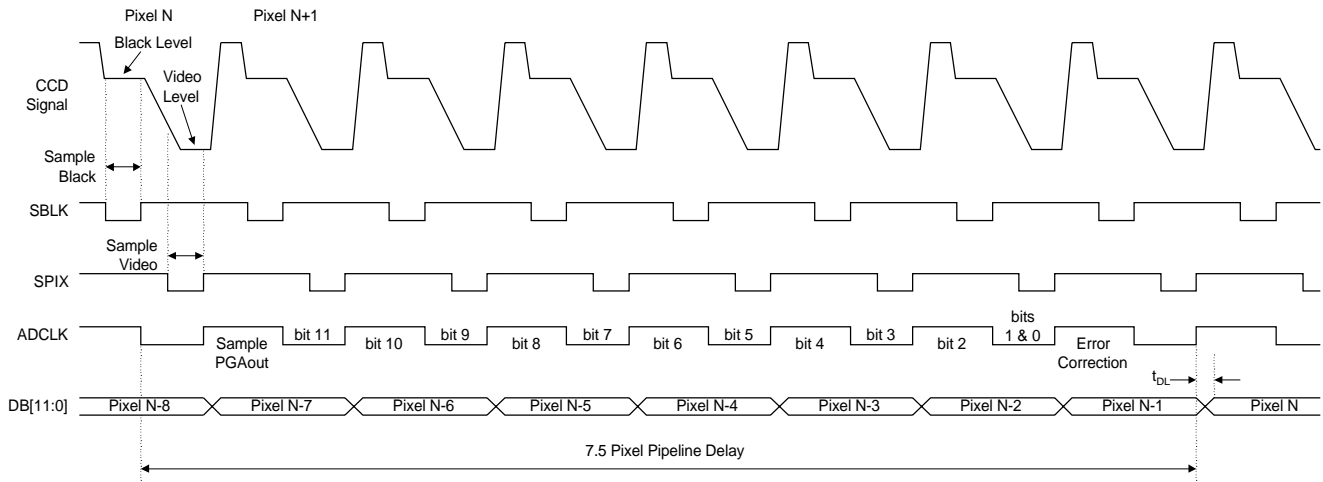 Pixel N
Pixel N+1
Black Level
CCD
Signal
Video
Level
Sample
Black
SBLK
Sample
Video
SPIX
ADCLK
Sample
PGAout
bit 11
bit 10
bit 9
bit 8
bit 7
bit 6
bit 5
bit 4
bit 3
bit 2
bits
1 & 0
Error
Correction
tDL
DB[11:0]
Pixel N-8
Pixel N-7
Pixel N-6
Pixel N-5
Pixel N-4
Pixel N-3
Pixel N-2
Pixel N-1
Pixel N
7.5 Pixel Pipeline Delay